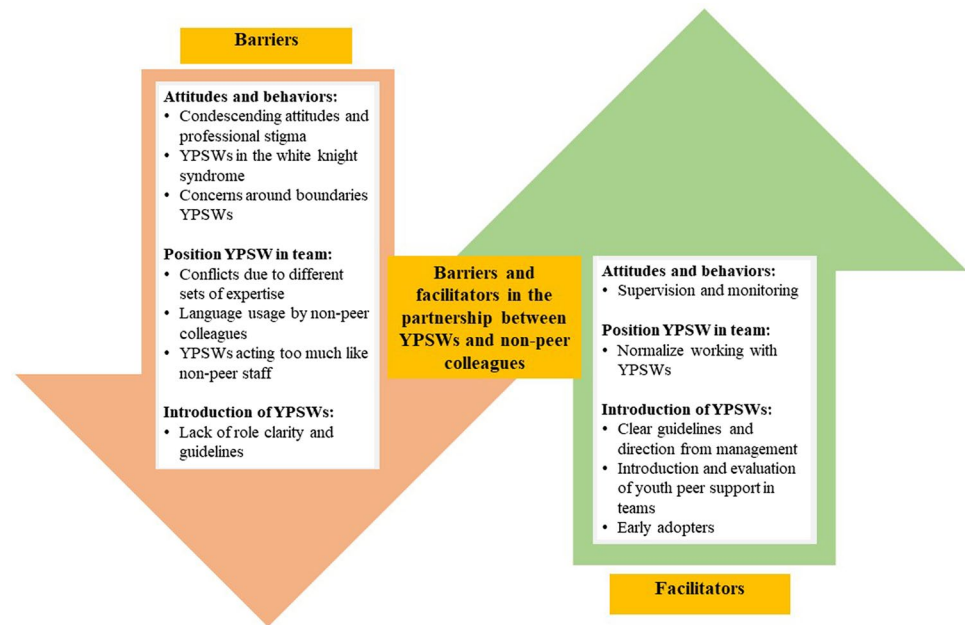 Barriers
Attitudes and behaviors:
• Condescending attitudes and
professional stigma
• YPSWs in the white knight
syndrome
• Concerns around boundaries
YPSWs
Position YPSW in team:
• Conflicts due to different
sets of expertise
• Language usage by non-peer
colleagues
• YPSWs acting too much like
non-peer staff
Introduction of YPSWs:
• Lack of role clarity and
guidelines
Barriers and
facilitators in the
partnership between
YPSWs and non-peer
colleagues
Attitudes and behaviors:
• Supervision and monitoring
Position YPSW in team:
• Normalize working with
YPSWs
Introduction of YPSWs:
• Clear guidelines and
direction from management
• Introduction and evaluation
of youth peer support in
teams
• Early adopters
Facilitators